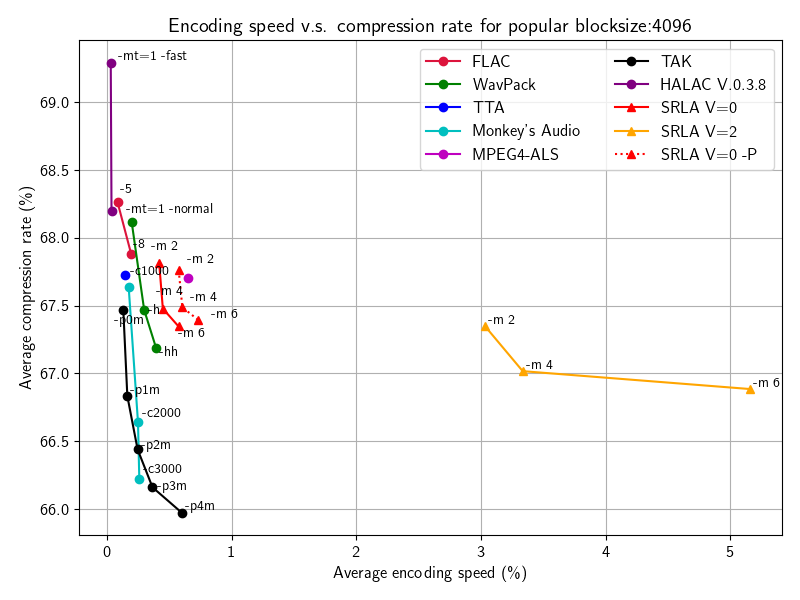 Encoding speed v.s. compression rate for popular blocksize:4096
FLAC
WavPack
TTA
Monkey's Audio
MPEG4-ALS
TAK
HALAC V.0.3.8
SRLA V=0
SRLA V=2
SRLA V=0 -P
Average compression rate (%)
69.0
68.5
68.0
67.5
67.0
66.5
66.0
-mt=1 -fast
-5
-mt=1 -normal
-8
-m 2
-m 2
-c1000
-m 4
-m 4
-h
-p0m
-m 6
-m 6
-hh
-m 2
-m 4
-m 6
-p1m
-c2000
-p2m
-c3000
-p3m
-p4m
0
1
2
3
4
5
Average encoding speed (%)